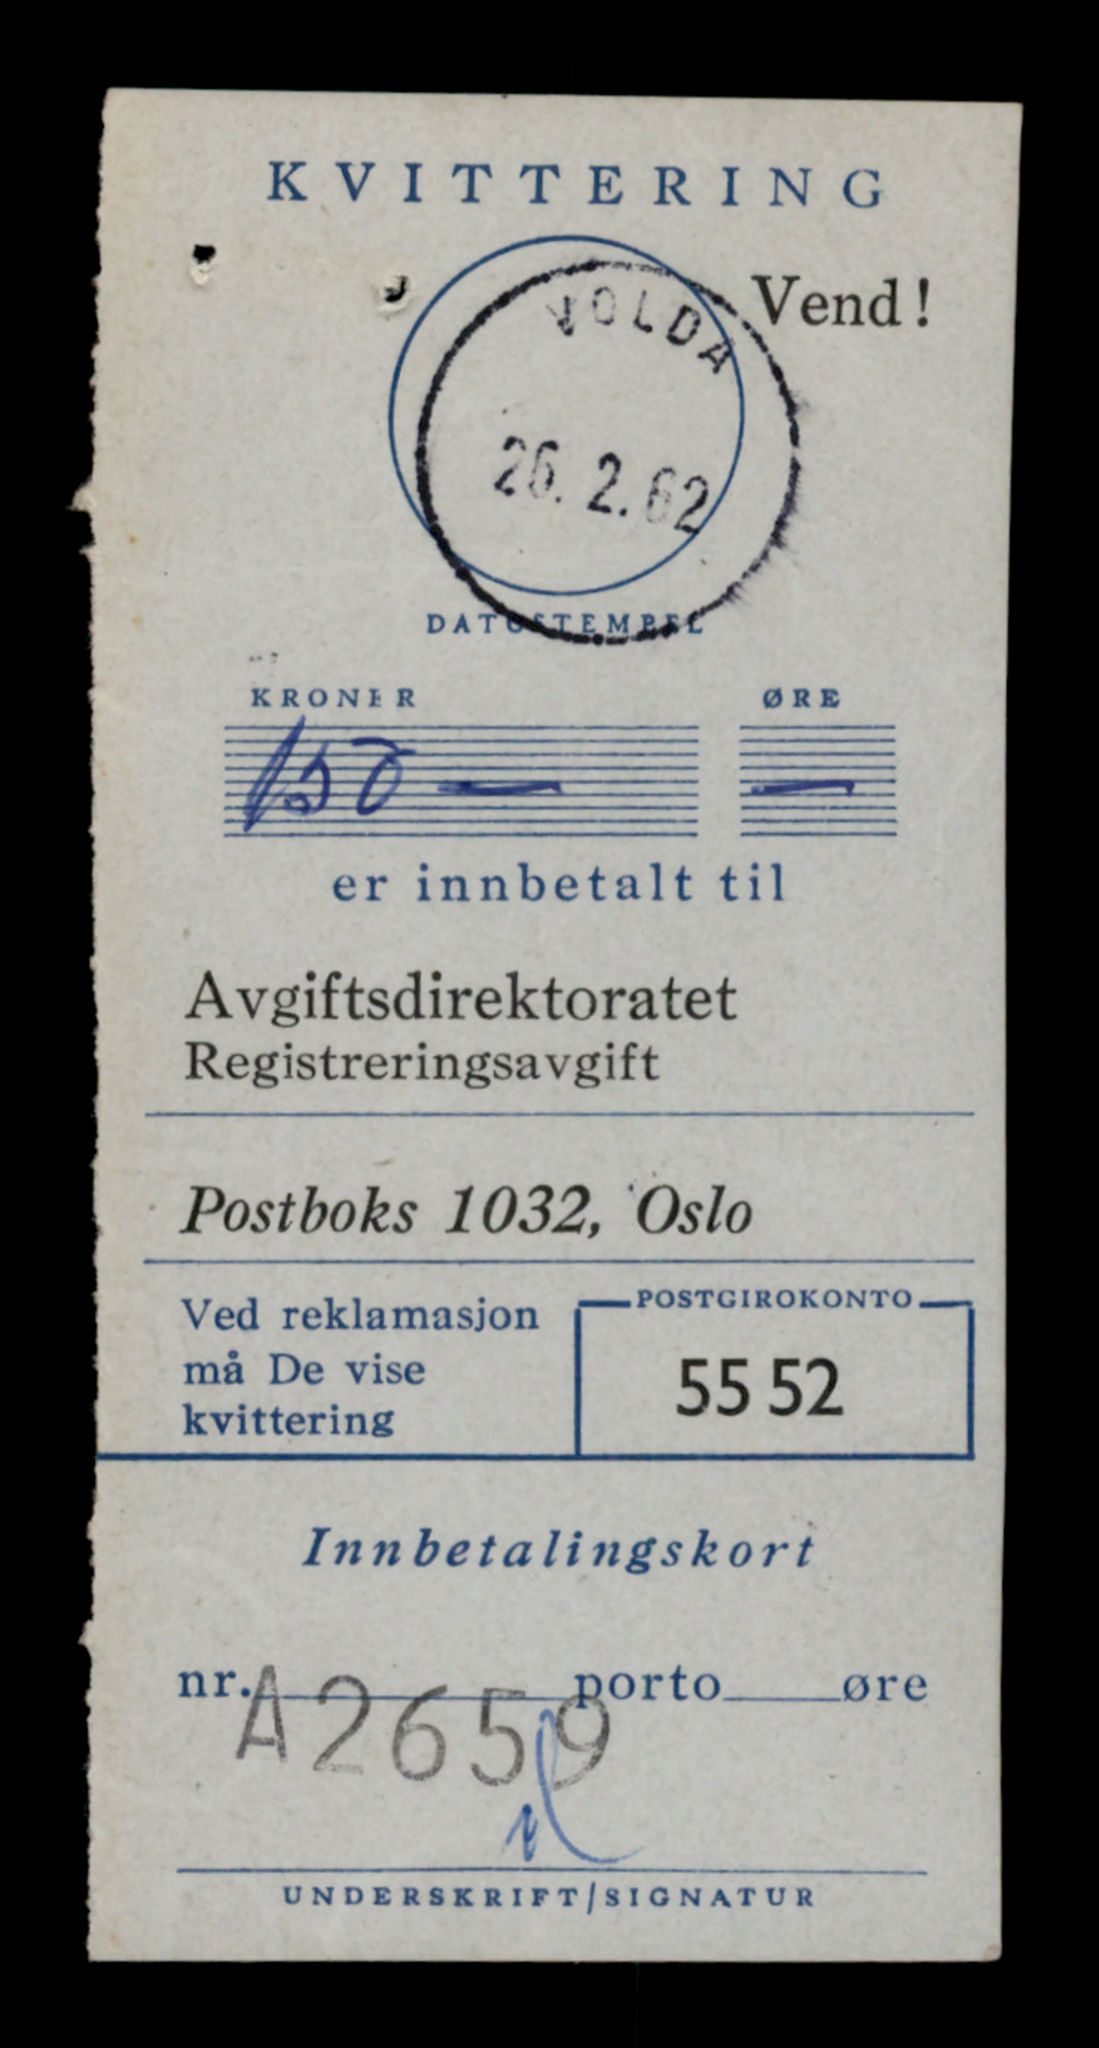 KVITTERING
Vend!
VOLDA
26. 2. 62
DATOSTEMPEL
KRONER ØRE
150 — —
er innbetalt til
Avgiftsdirektoratet
Registreringsavgift
Postboks 1032, Oslo
Ved reklamasjon
må De vise
kvittering
POSTGIROKONTO
55 52
Innbetalingskort
nr. A2659 porto øre
UNDERSKRIFT/SIGNATUR